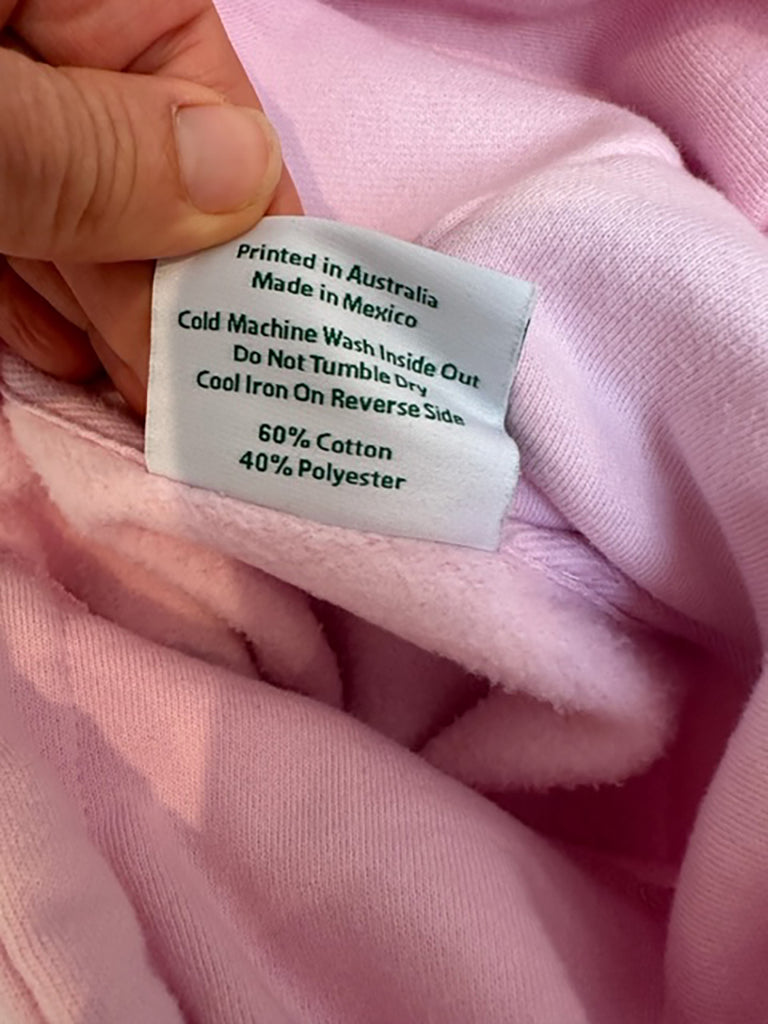 Printed in Australia
Made in Mexico
Cold Machine Wash Inside Out
Do Not Tumble Dry
Cool Iron On Reverse Side
60% Cotton
40% Polyester